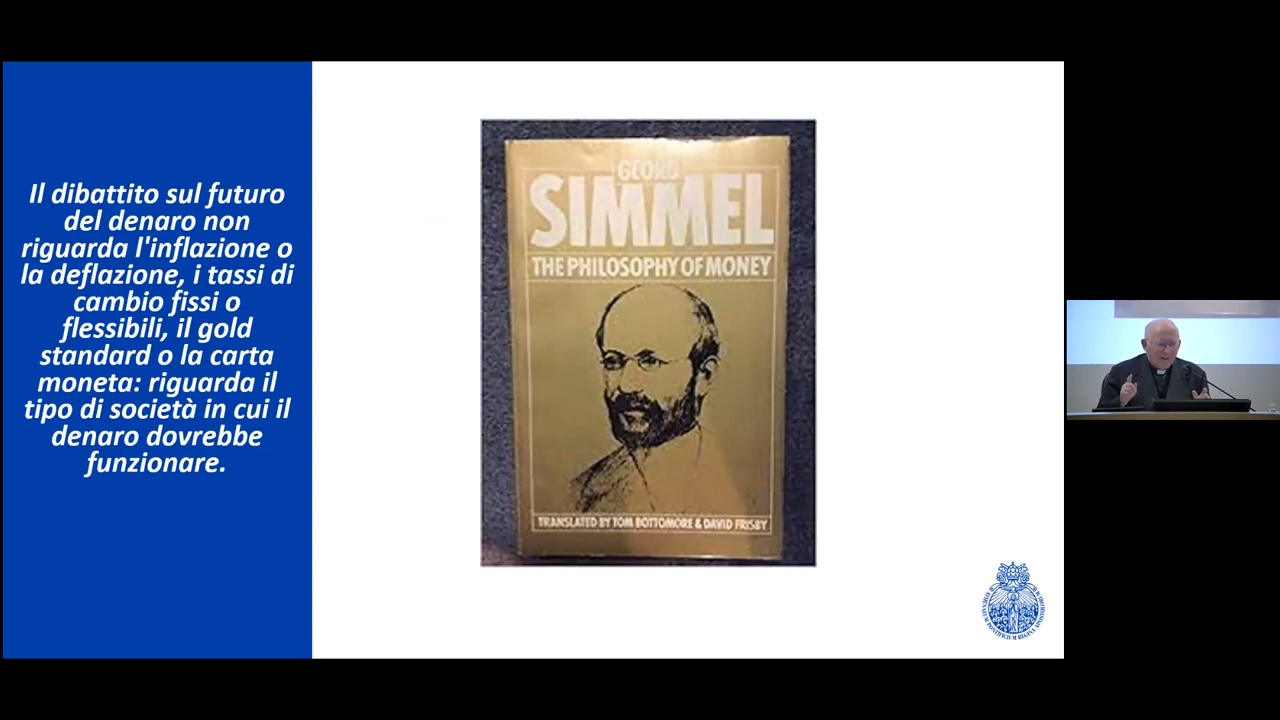 Il dibattito sul futuro
del denaro non
riguarda l'inflazione o
la deflazione, i tassi di
cambio fissi o
flessibili, il gold
standard o la carta
moneta: riguarda il
tipo di società in cui il
denaro dovrebbe
funzionare.
GEORG
SIMMEL
THE PHILOSOPHY OF MONEY
TRANSLATED BY TOM BOTTOMORE & DAVID FRISBY